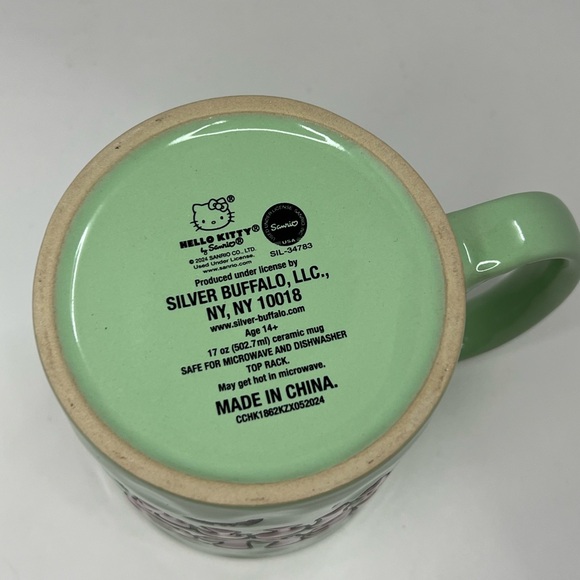 HELLO KITTY®
by Sanrio®
© 2024 SANRIO CO., LTD.
Used Under License.
www.sanrio.com
Sanrio
USA
SIL-34783
Produced under license by
SILVER BUFFALO, LLC.,
NY, NY 10018
www.silver-buffalo.com
Age 14+
17 oz (502.7ml) ceramic mug
SAFE FOR MICROWAVE AND DISHWASHER
TOP RACK.
May get hot in microwave.
MADE IN CHINA.
CCHK1862KZX052024